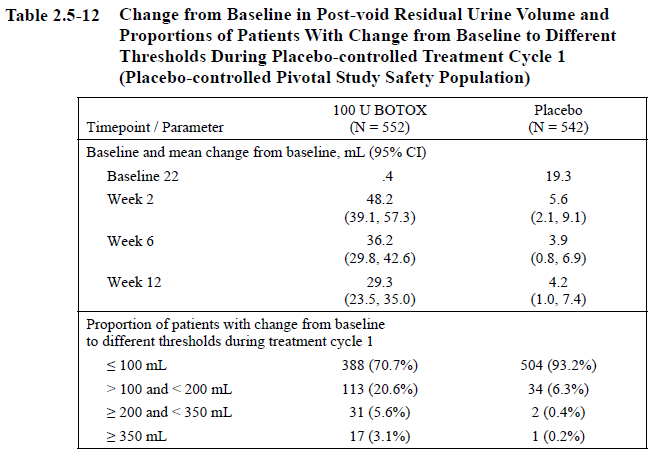 Table 2.5-12 Change from Baseline in Post-void Residual Urine Volume and
Proportions of Patients With Change from Baseline to Different
Thresholds During Placebo-controlled Treatment Cycle 1
(Placebo-controlled Pivotal Study Safety Population)
100 U BOTOX Placebo
Timepoint / Parameter (N = 552) (N = 542)
Baseline and mean change from baseline, mL (95% CI)
Baseline 22 .4 19.3
Week 2 48.2 5.6
(39.1, 57.3) (2.1, 9.1)
Week 6 36.2 3.9
(29.8, 42.6) (0.8, 6.9)
Week 12 29.3 4.2
(23.5, 35.0) (1.0, 7.4)
Proportion of patients with change from baseline
to different thresholds during treatment cycle 1
≤ 100 mL 388 (70.7%) 504 (93.2%)
> 100 and < 200 mL 113 (20.6%) 34 (6.3%)
≥ 200 and < 350 mL 31 (5.6%) 2 (0.4%)
≥ 350 mL 17 (3.1%) 1 (0.2%)